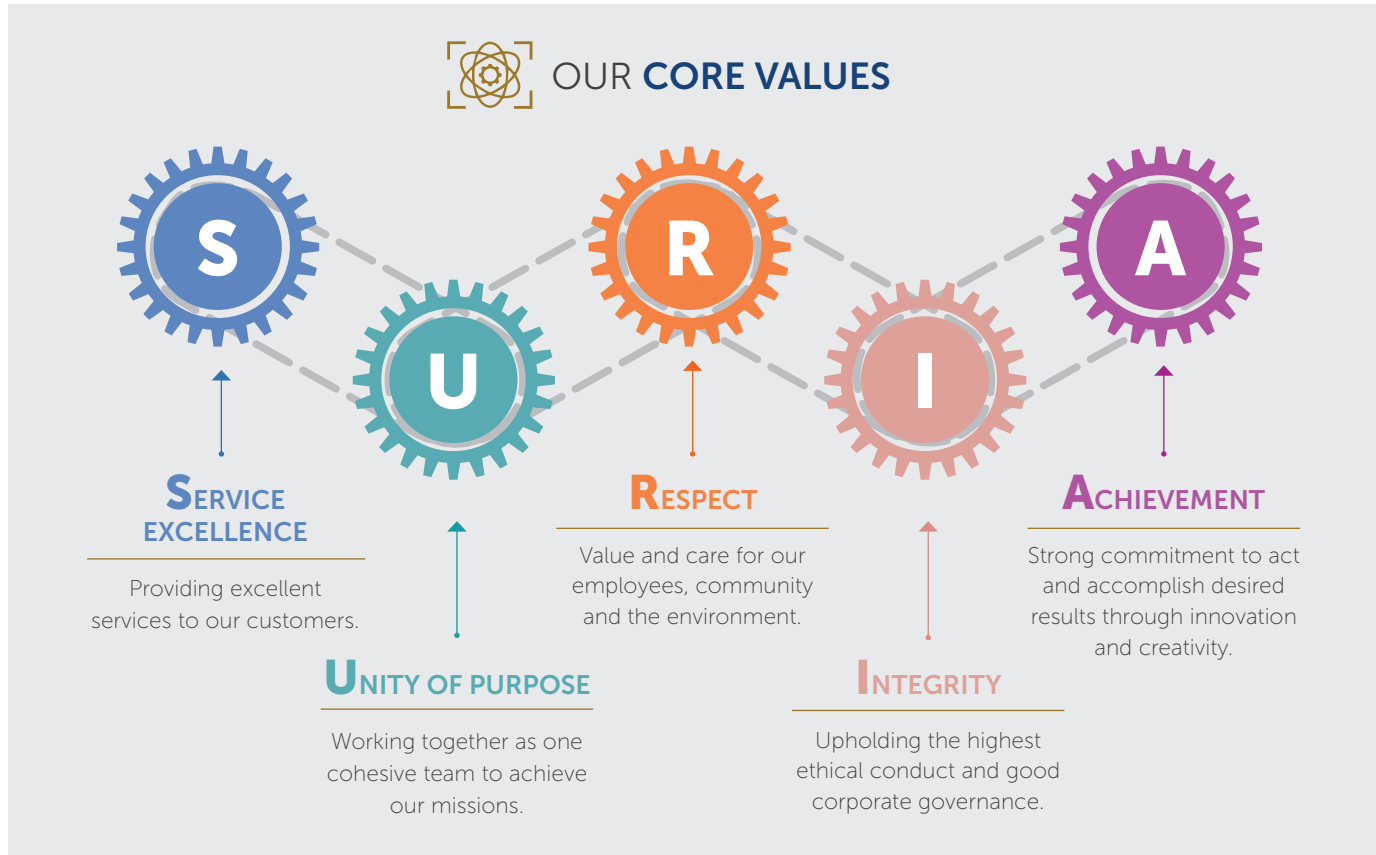 OUR CORE VALUES
S
U
R
I
A
SERVICE
EXCELLENCE
Providing excellent
services to our customers.
UNITY OF PURPOSE
Working together as one
cohesive team to achieve
our missions.
RESPECT
Value and care for our
employees, community
and the environment.
INTEGRITY
Upholding the highest
ethical conduct and good
corporate governance.
ACHIEVEMENT
Strong commitment to act
and accomplish desired
results through innovation
and creativity.